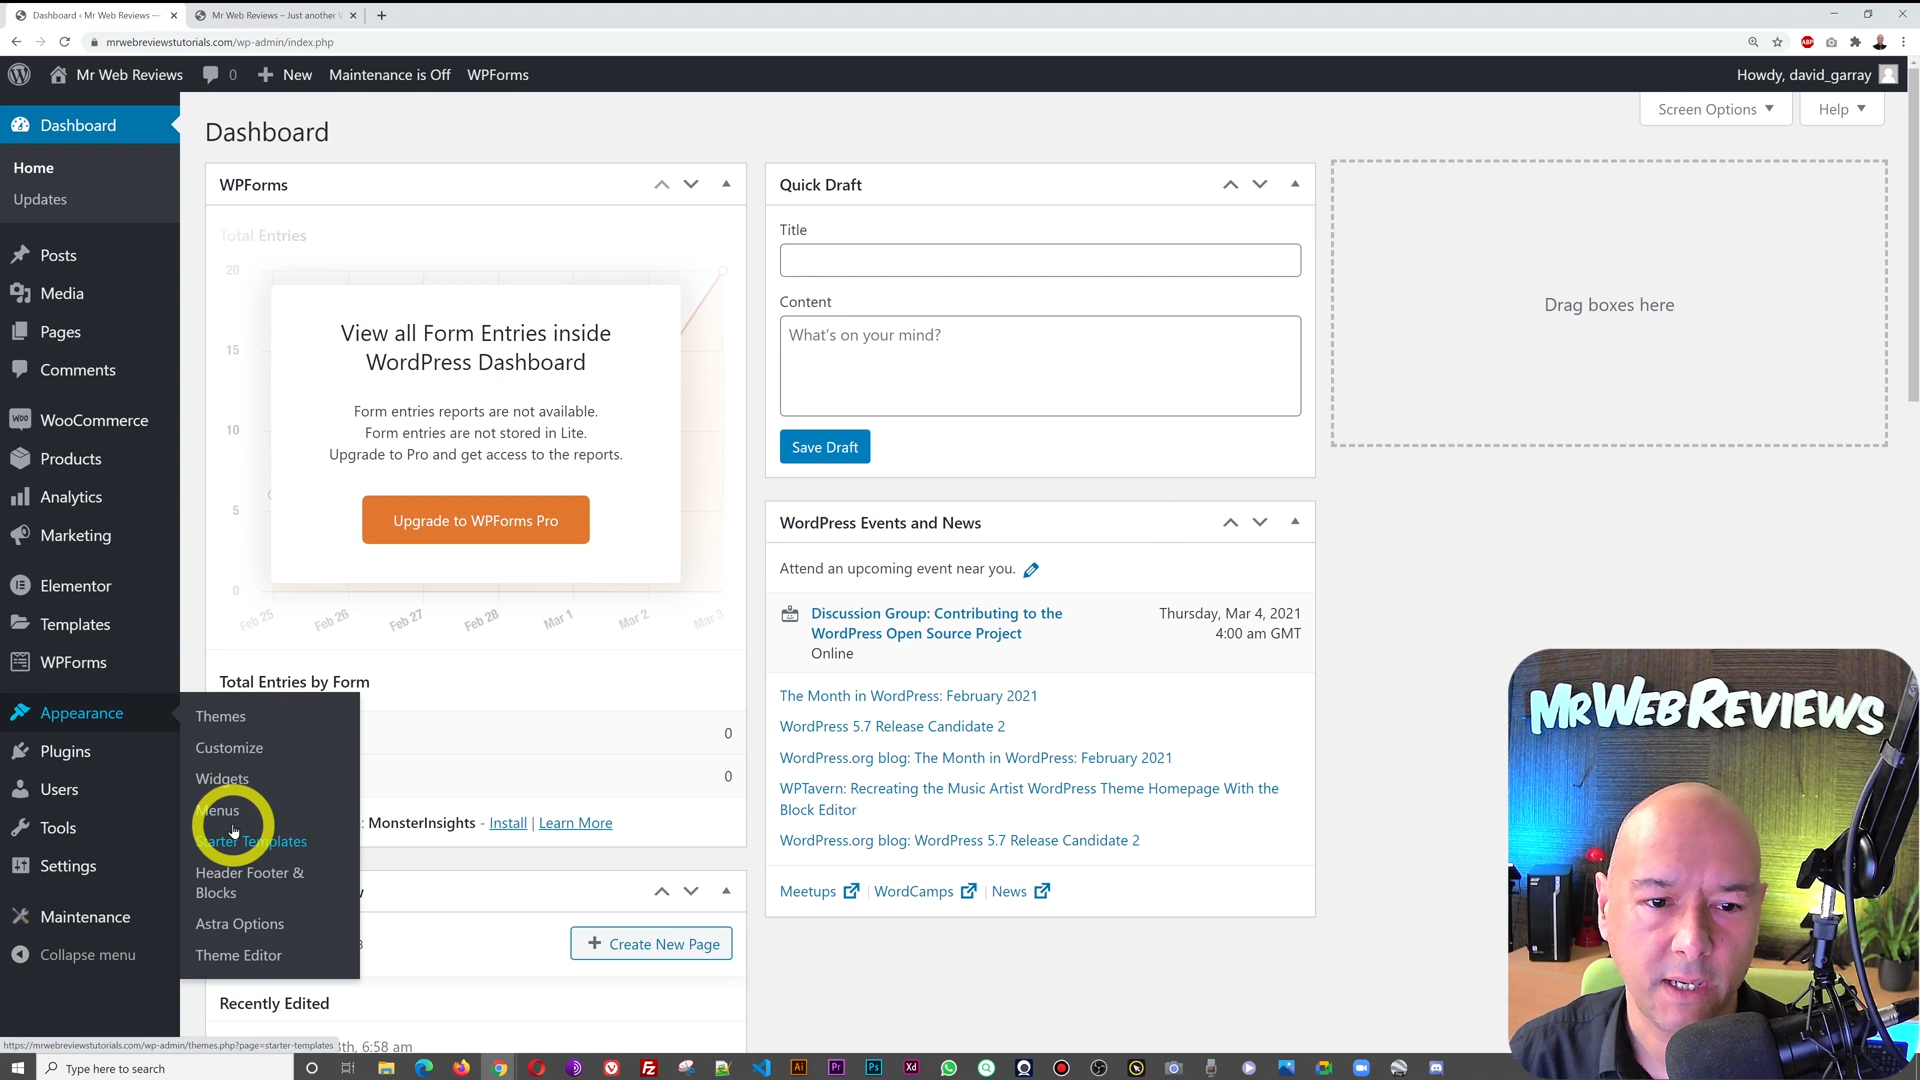 Dashboard ‹ Mr Web Reviews —
Mr Web Reviews – Just another W
mrwebreviewstutorials.com/wp-admin/index.php
ABP
Mr Web Reviews
0
New
Maintenance is Off
WPForms
Howdy, david_garray
Dashboard
Home
Updates
Posts
Media
Pages
Comments
WooCommerce
Products
Analytics
Marketing
Elementor
Templates
WPForms
Appearance
Plugins
Users
Tools
Settings
Maintenance
Collapse menu
Themes
Customize
Widgets
Menus
Starter Templates
Header Footer &
Blocks
Astra Options
Theme Editor
Screen Options
Help
Dashboard
WPForms
Total Entries
20
15
10
5
0
Feb 25
Feb 26
Feb 27
Feb 28
Mar 1
Mar 2
Mar 3
View all Form Entries inside
WordPress Dashboard
Form entries reports are not available.
Form entries are not stored in Lite.
Upgrade to Pro and get access to the reports.
Upgrade to WPForms Pro
Total Entries by Form
0
0
: MonsterInsights - Install | Learn More
Create New Page
Recently Edited
8th, 6:58 am
Quick Draft
Title
Content
What's on your mind?
Save Draft
WordPress Events and News
Attend an upcoming event near you.
Discussion Group: Contributing to the
WordPress Open Source Project
Online
Thursday, Mar 4, 2021
4:00 am GMT
The Month in WordPress: February 2021
WordPress 5.7 Release Candidate 2
WordPress.org blog: The Month in WordPress: February 2021
WPTavern: Recreating the Music Artist WordPress Theme Homepage With the
Block Editor
WordPress.org blog: WordPress 5.7 Release Candidate 2
Meetups | WordCamps | News
Drag boxes here
MrWebReviews
https://mrwebreviewstutorials.com/wp-admin/themes.php?page=starter-templates
Type here to search